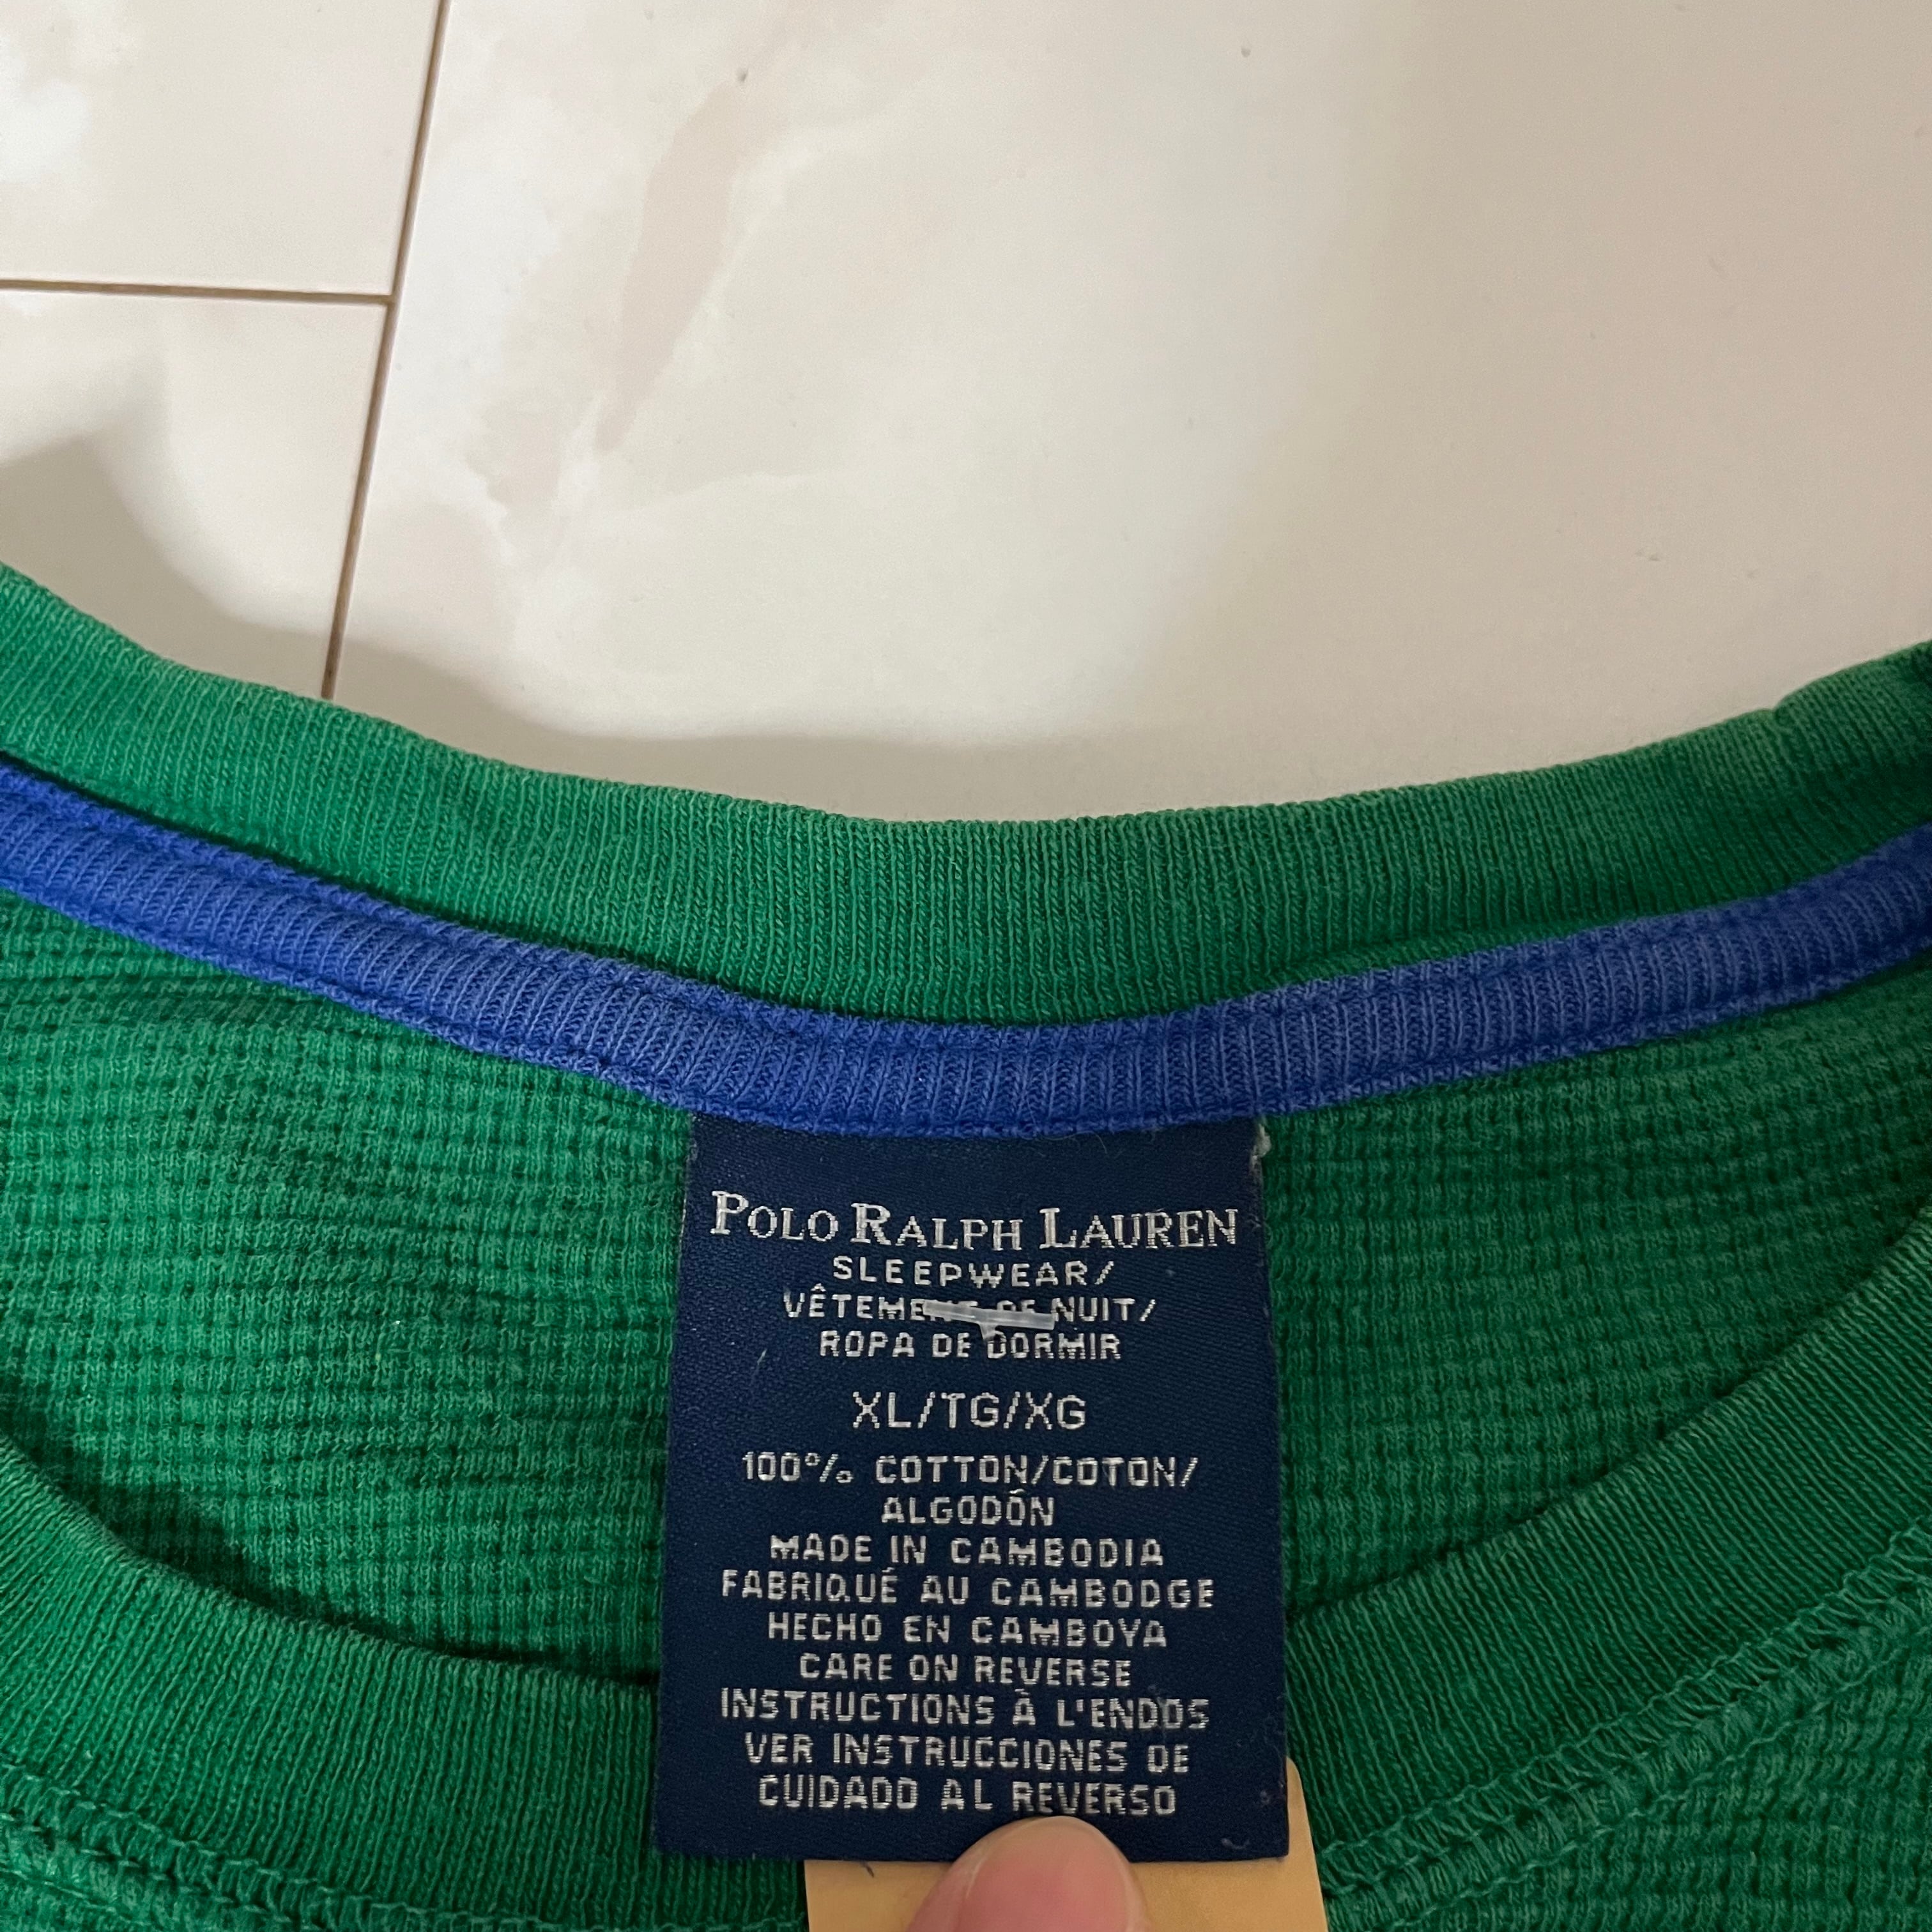 POLO RALPH LAUREN
SLEEPWEAR/
VÊTEMENT DE NUIT/
ROPA DE DORMIR
XL/TG/XG
100% COTTON/COTON/
ALGODÓN
MADE IN CAMBODIA
FABRIQUÉ AU CAMBODGE
HECHO EN CAMBOYA
CARE ON REVERSE
INSTRUCTIONS À L'ENDOS
VER INSTRUCCIONES DE
CUIDADO AL REVERSO